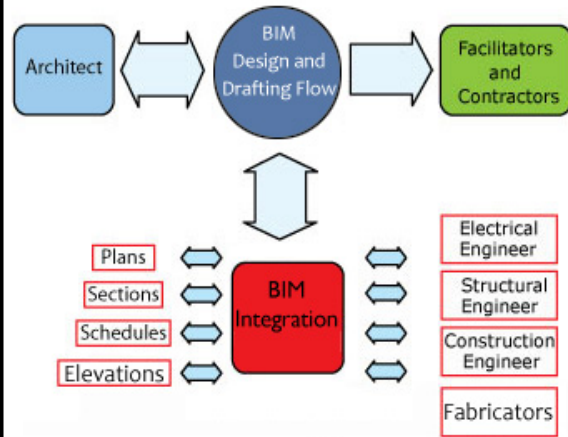 Architect
BIM
Design and
Drafting Flow
Facilitators
and
Contractors
Plans
Sections
Schedules
Elevations
BIM
Integration
Electrical
Engineer
Structural
Engineer
Construction
Engineer
Fabricators